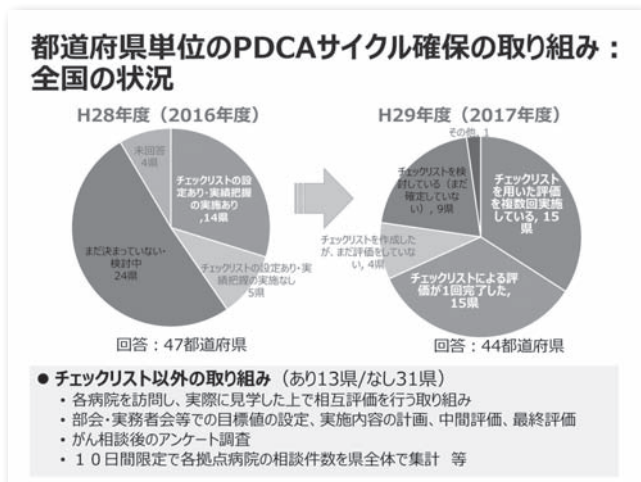 都道府県単位のPDCAサイクル確保の取り組み：
全国の状況
H28年度（2016年度）
未回答
4県
チェックリストの設
定あり・実績把握
の実施あり
,14県
まだ決まっていない・
検討中
24県
チェックリストの設定あり・実
績把握の実施なし
5県
回答：47都道府県
H29年度（2017年度）
その他, 1
チェックリストを検
討している（まだ
確定していな
い）, 9県
チェックリスト
を用いた評価
を複数回実施
している, 15
県
チェックリストを作成した
が、まだ評価をしていな
い, 4県
チェックリストによる評
価が1回完了した,
15県
回答：44都道府県
● チェックリスト以外の取り組み（あり13県/なし31県）
・各病院を訪問し、実際に見学した上で相互評価を行う取り組み
・部会・実務者会等での目標値の設定、実施内容の計画、中間評価、最終評価
・がん相談後のアンケート調査
・１０日間限定で各拠点病院の相談件数を県全体で集計 等